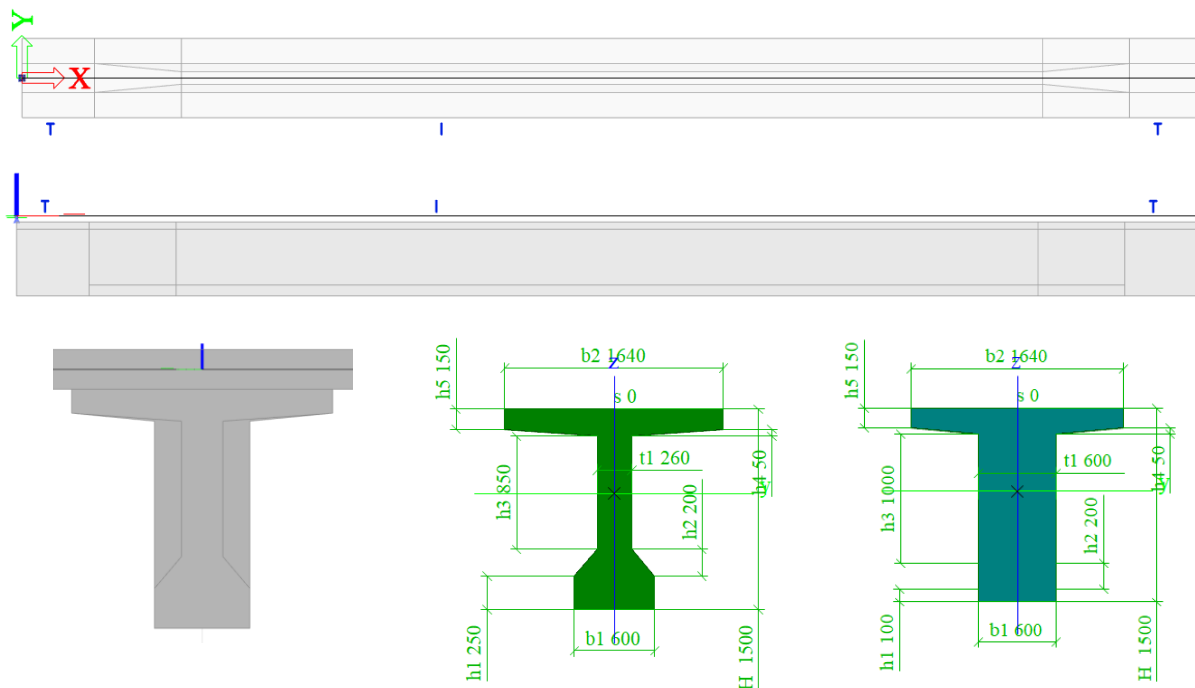 Y
X
T
I
T
T
I
T
b2 1640
z
s 0
h5 150
t1 260
h4 50
y
h3 850
h2 200
h1 250
b1 600
H 1500
b2 1640
z
s 0
h5 150
t1 600
h4 50
y
h3 1000
h2 200
h1 100
b1 600
H 1500